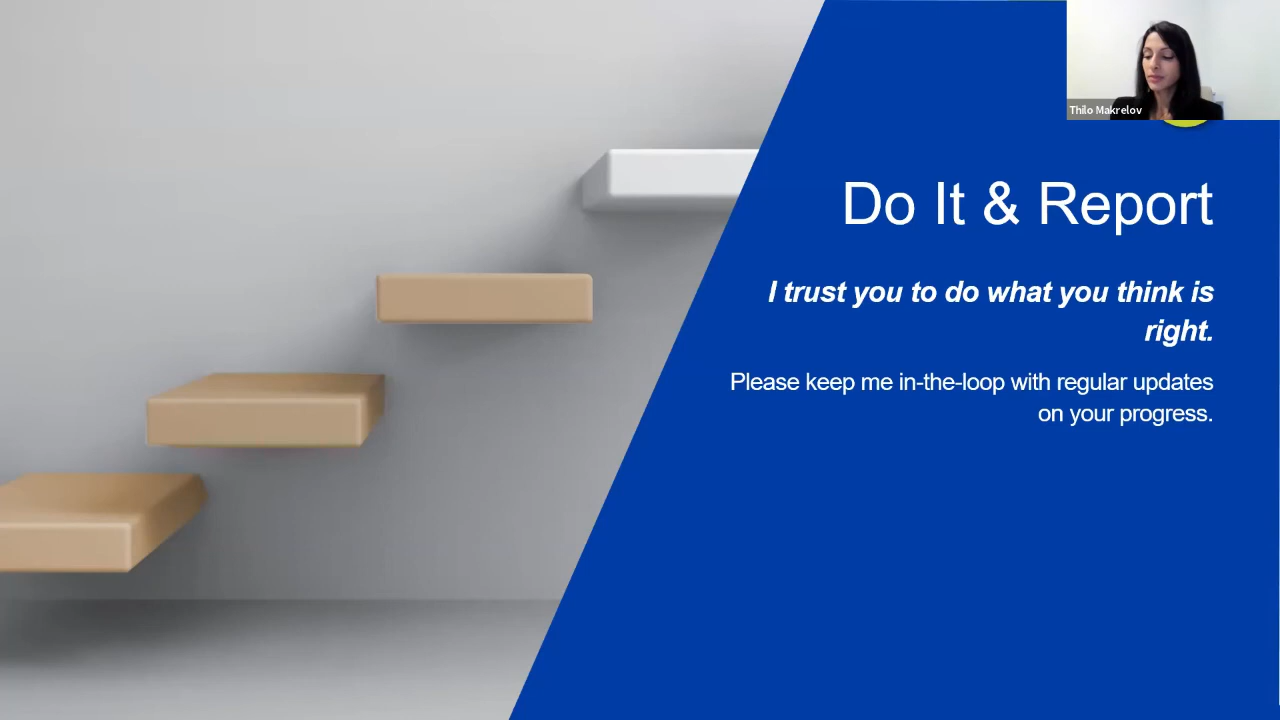 Thilo Makrelov
Do It & Report
I trust you to do what you think is
right.
Please keep me in-the-loop with regular updates
on your progress.